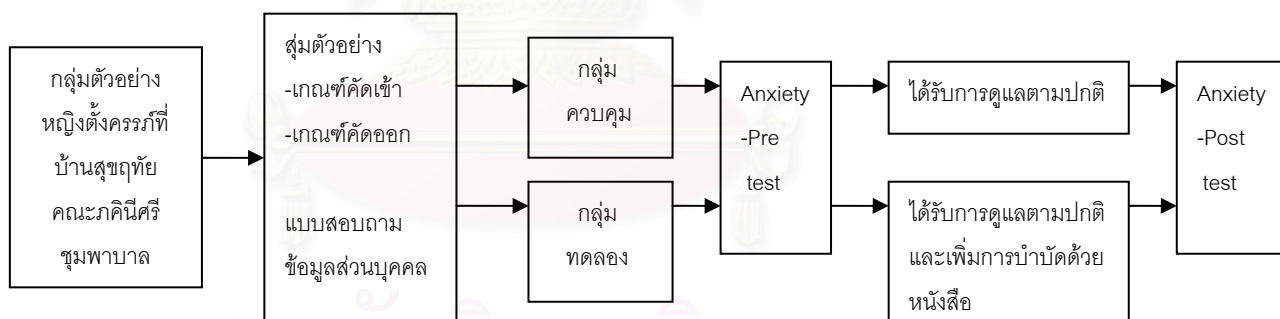 กลุ่มตัวอย่าง
หญิงตั้งครรภ์ที่
บ้านสุขฤทัย
คณะภคินีศรี
ชุมพาบาล
สุ่มตัวอย่าง
-เกณฑ์คัดเข้า
-เกณฑ์คัดออก
แบบสอบถาม
ข้อมูลส่วนบุคคล
กลุ่ม
ควบคุม
กลุ่ม
ทดลอง
Anxiety
-Pre
test
ได้รับการดูแลตามปกติ
ได้รับการดูแลตามปกติ
และเพิ่มการบำบัดด้วย
หนังสือ
Anxiety
-Post
test